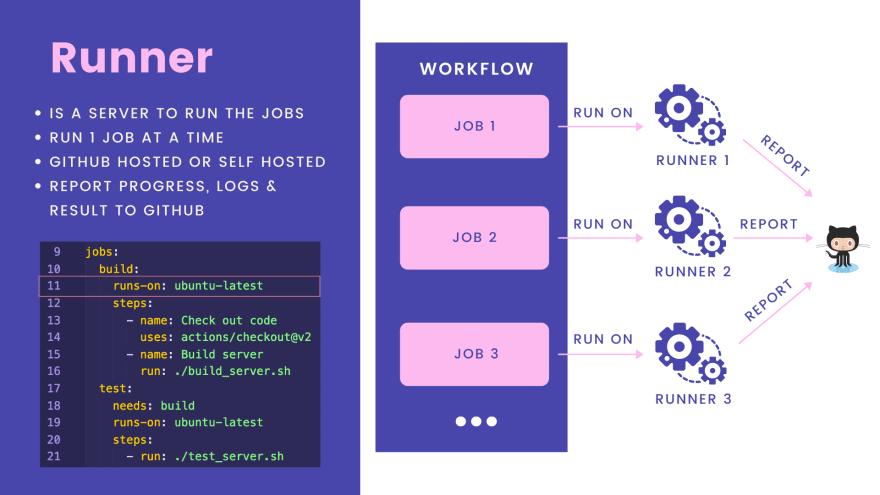 Runner
• IS A SERVER TO RUN THE JOBS
• RUN 1 JOB AT A TIME
• GITHUB HOSTED OR SELF HOSTED
• REPORT PROGRESS, LOGS &
RESULT TO GITHUB
9 jobs:
10 build:
11 runs-on: ubuntu-latest
12 steps:
13 - name: Check out code
14 uses: actions/checkout@v2
15 - name: Build server
16 run: ./build_server.sh
17 test:
18 needs: build
19 runs-on: ubuntu-latest
20 steps:
21 - run: ./test_server.sh
WORKFLOW
JOB 1
RUN ON
RUNNER 1
REPORT
JOB 2
RUN ON
RUNNER 2
REPORT
JOB 3
RUN ON
RUNNER 3
REPORT